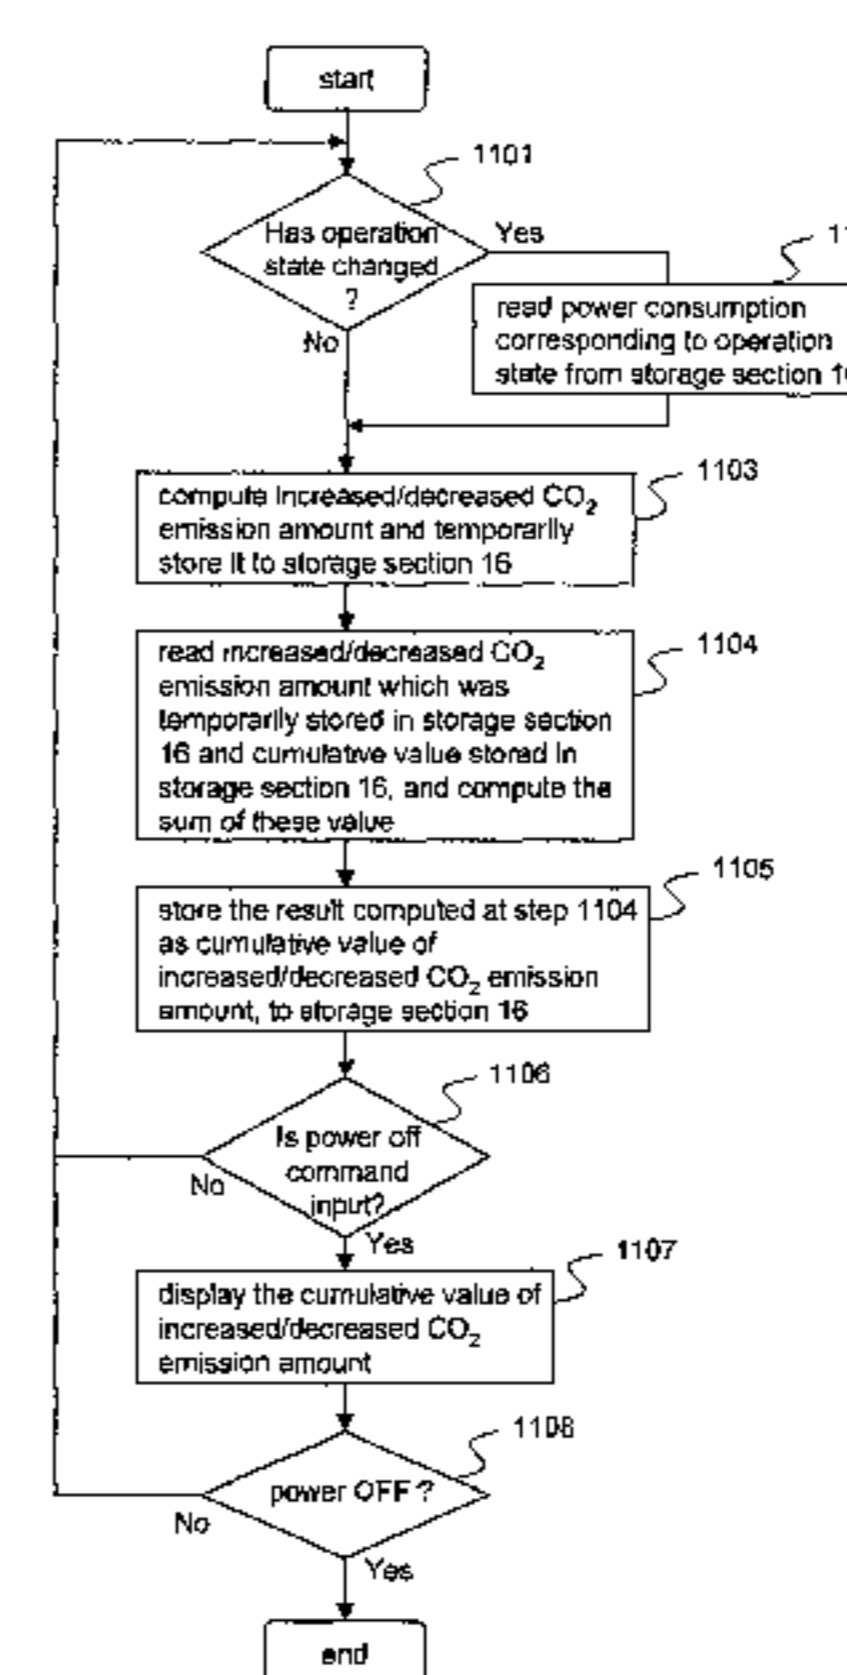 start
1101
Has operation
state changed
?
Yes
No
read power consumption
corresponding to operation
state from storage section
1103
compute increased/decreased CO2
emission amount and temporarily
store it to storage section 16
1104
read increased/decreased CO2
emission amount which was
temporarily stored in storage section
16 and cumulative value stored in
storage section 16, and compute the
sum of these value
1105
store the result computed at step 1104
as cumulative value of
increased/decreased CO2 emission
amount, to storage section 16
1106
Is power off
command
input?
No
Yes
1107
display the cumulative value of
increased/decreased CO2
emission amount
1108
power OFF ?
No
Yes
end